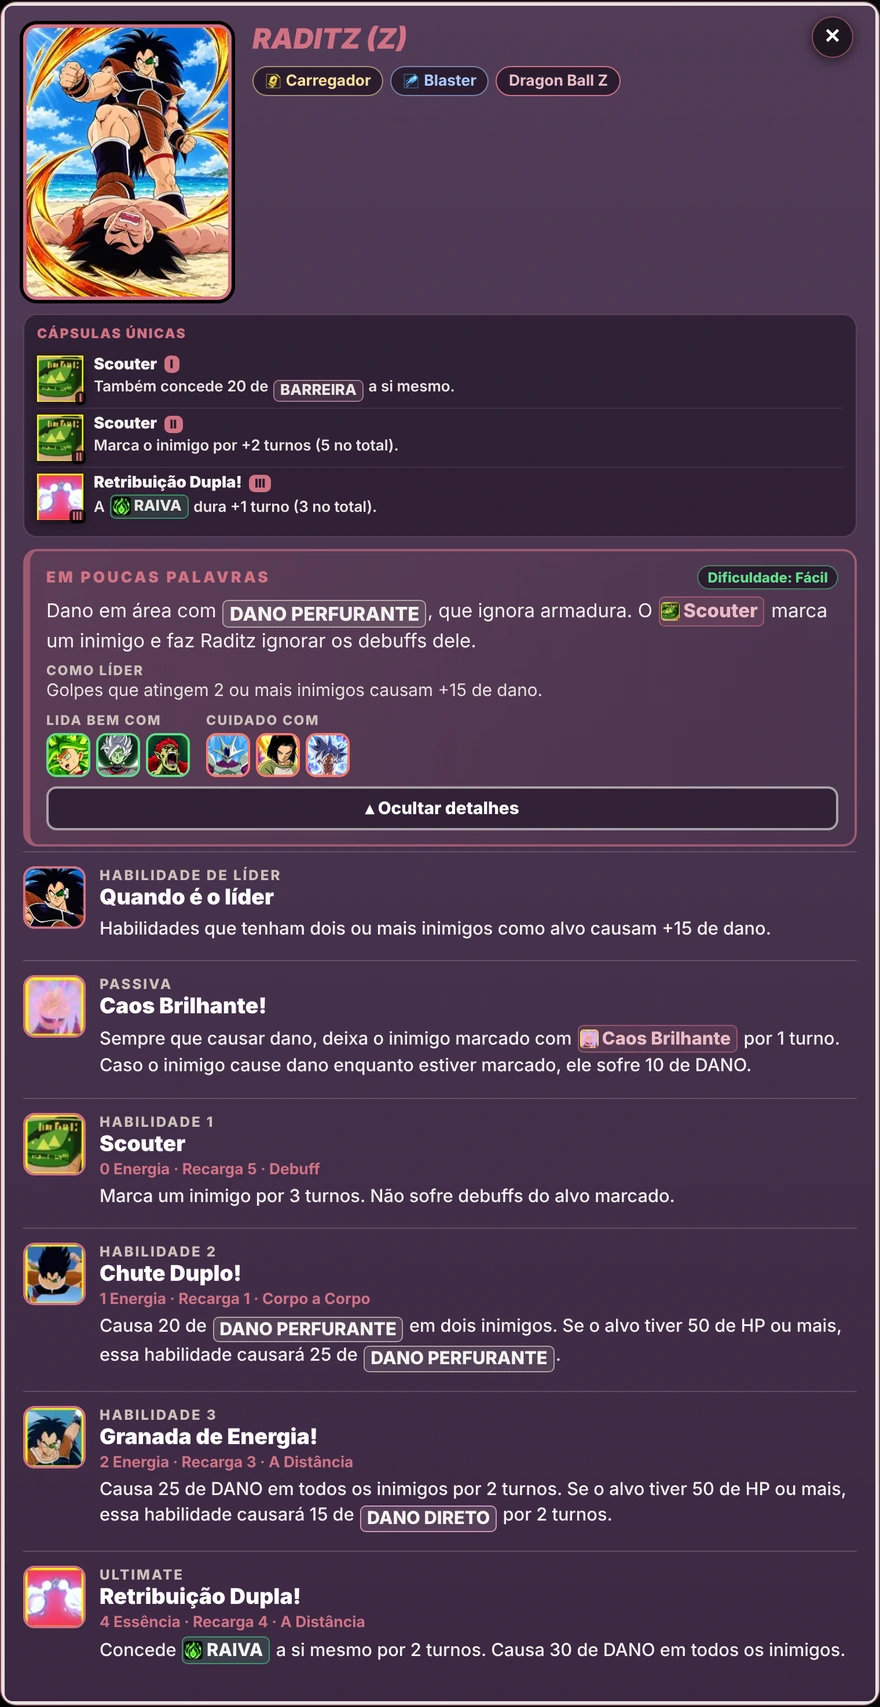 RADITZ (Z)
Carregador Blaster Dragon Ball Z
CÁPSULAS ÚNICAS
Scouter I
Também concede 20 de BARREIRA a si mesmo.
I
Scouter II
Marca o inimigo por +2 turnos (5 no total).
II
Retribuição Dupla! III
A RAIVA dura +1 turno (3 no total).
III
EM POUCAS PALAVRAS Dificuldade: Fácil
Dano em área com DANO PERFURANTE, que ignora armadura. O Scouter marca
um inimigo e faz Raditz ignorar os debuffs dele.
COMO LÍDER
Golpes que atingem 2 ou mais inimigos causam +15 de dano.
LIDA BEM COM CUIDADO COM
▲ Ocultar detalhes
HABILIDADE DE LÍDER
Quando é o líder
Habilidades que tenham dois ou mais inimigos como alvo causam +15 de dano.
PASSIVA
Caos Brilhante!
Sempre que causar dano, deixa o inimigo marcado com Caos Brilhante por 1 turno.
Caso o inimigo cause dano enquanto estiver marcado, ele sofre 10 de DANO.
HABILIDADE 1
Scouter
0 Energia · Recarga 5 · Debuff
Marca um inimigo por 3 turnos. Não sofre debuffs do alvo marcado.
HABILIDADE 2
Chute Duplo!
1 Energia · Recarga 1 · Corpo a Corpo
Causa 20 de DANO PERFURANTE em dois inimigos. Se o alvo tiver 50 de HP ou mais,
essa habilidade causará 25 de DANO PERFURANTE.
HABILIDADE 3
Granada de Energia!
2 Energia · Recarga 3 · A Distância
Causa 25 de DANO em todos os inimigos por 2 turnos. Se o alvo tiver 50 de HP ou mais,
essa habilidade causará 15 de DANO DIRETO por 2 turnos.
ULTIMATE
Retribuição Dupla!
4 Essência · Recarga 4 · A Distância
Concede RAIVA a si mesmo por 2 turnos. Causa 30 de DANO em todos os inimigos.